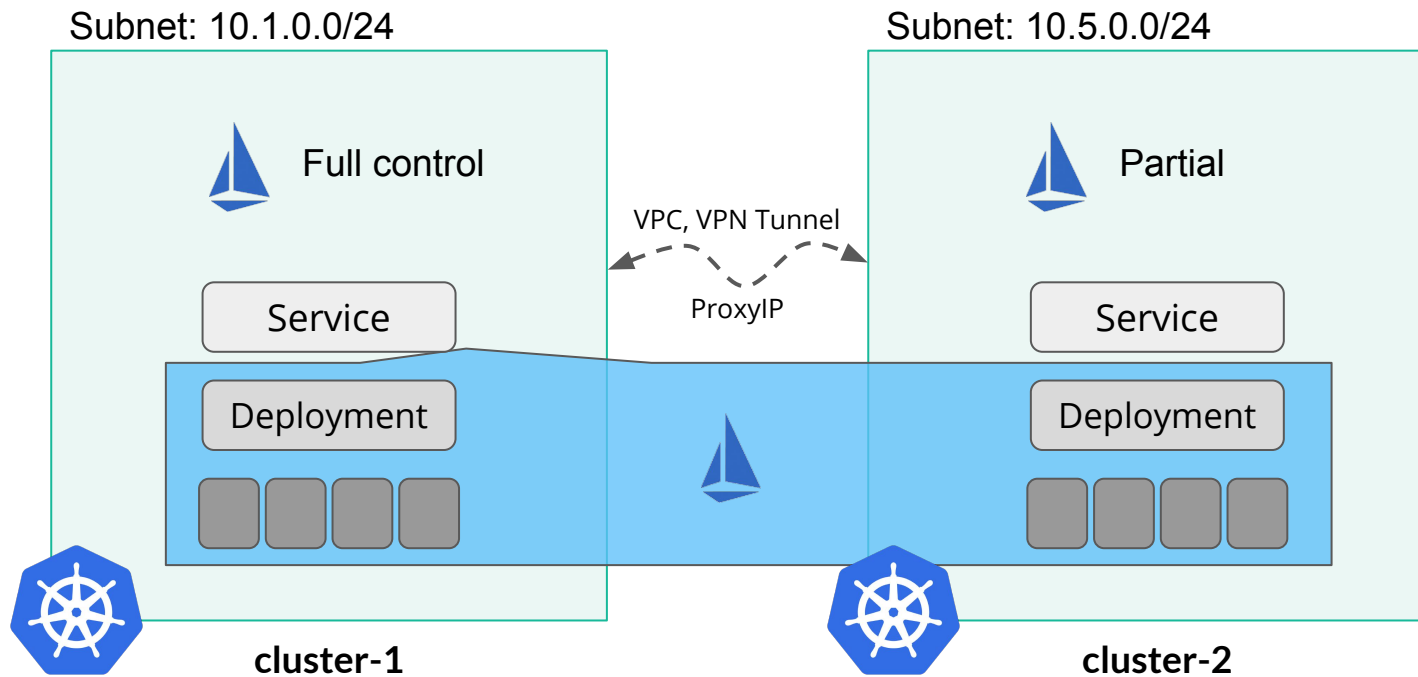 Subnet: 10.1.0.0/24
Subnet: 10.5.0.0/24
Full control
Partial
VPC, VPN Tunnel
ProxyIP
Service
Service
Deployment
Deployment
cluster-1
cluster-2